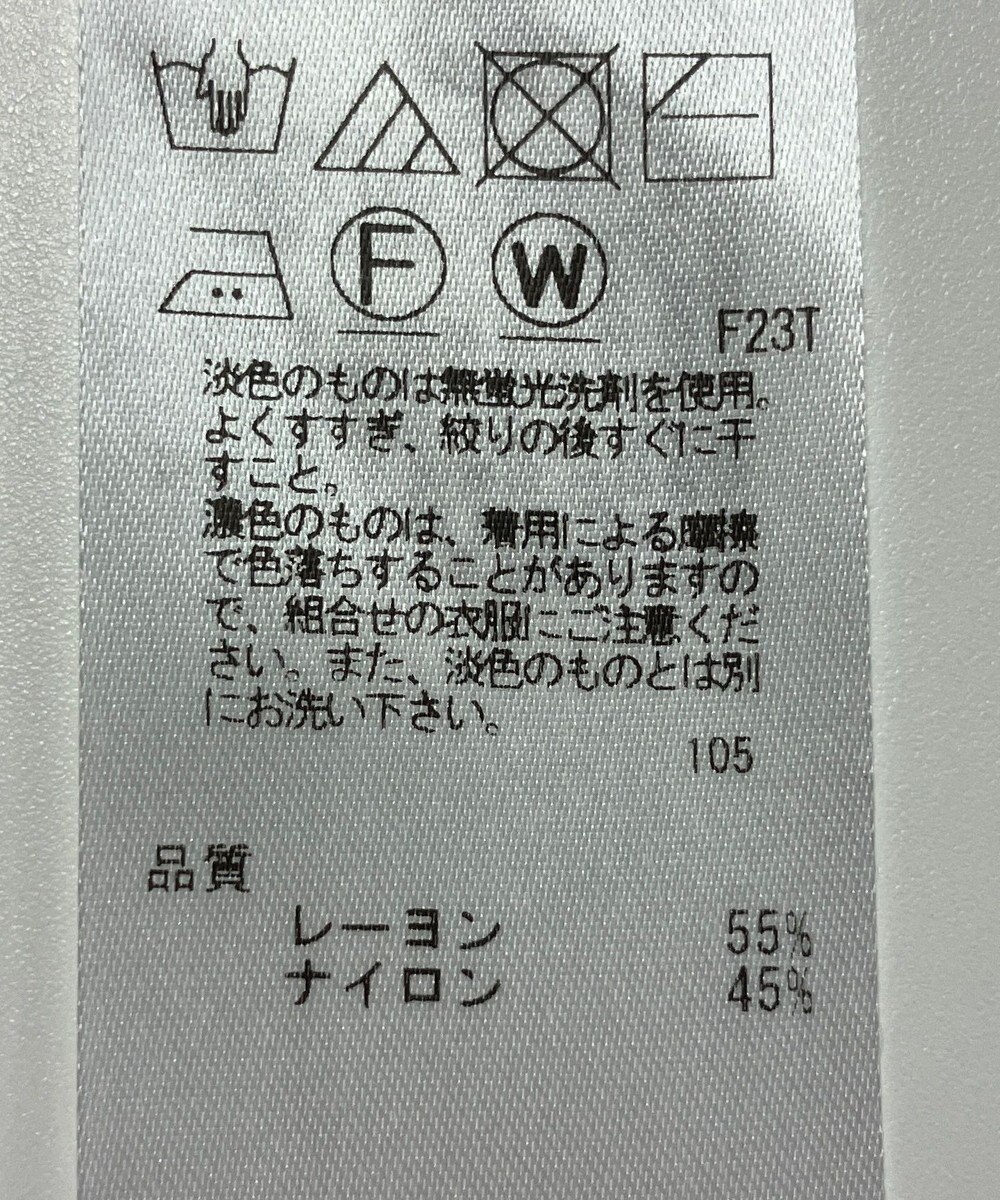 F W
F23T
淡色のものは無蛍光洗剤を使用。
よくすすぎ、絞りの後すぐに干
すこと。
濃色のものは、着用による摩擦
で色落ちすることがありますの
で、組合せの衣服にご注意くだ
さい。また、淡色のものとは別
にお洗い下さい。
105
品質
レーヨン 55%
ナイロン 45%